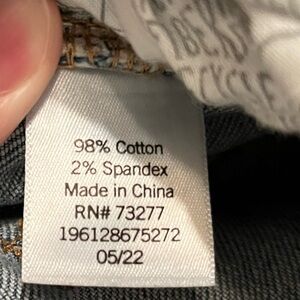 98% Cotton
2% Spandex
Made in China
RN# 73277
196128675272
05/22